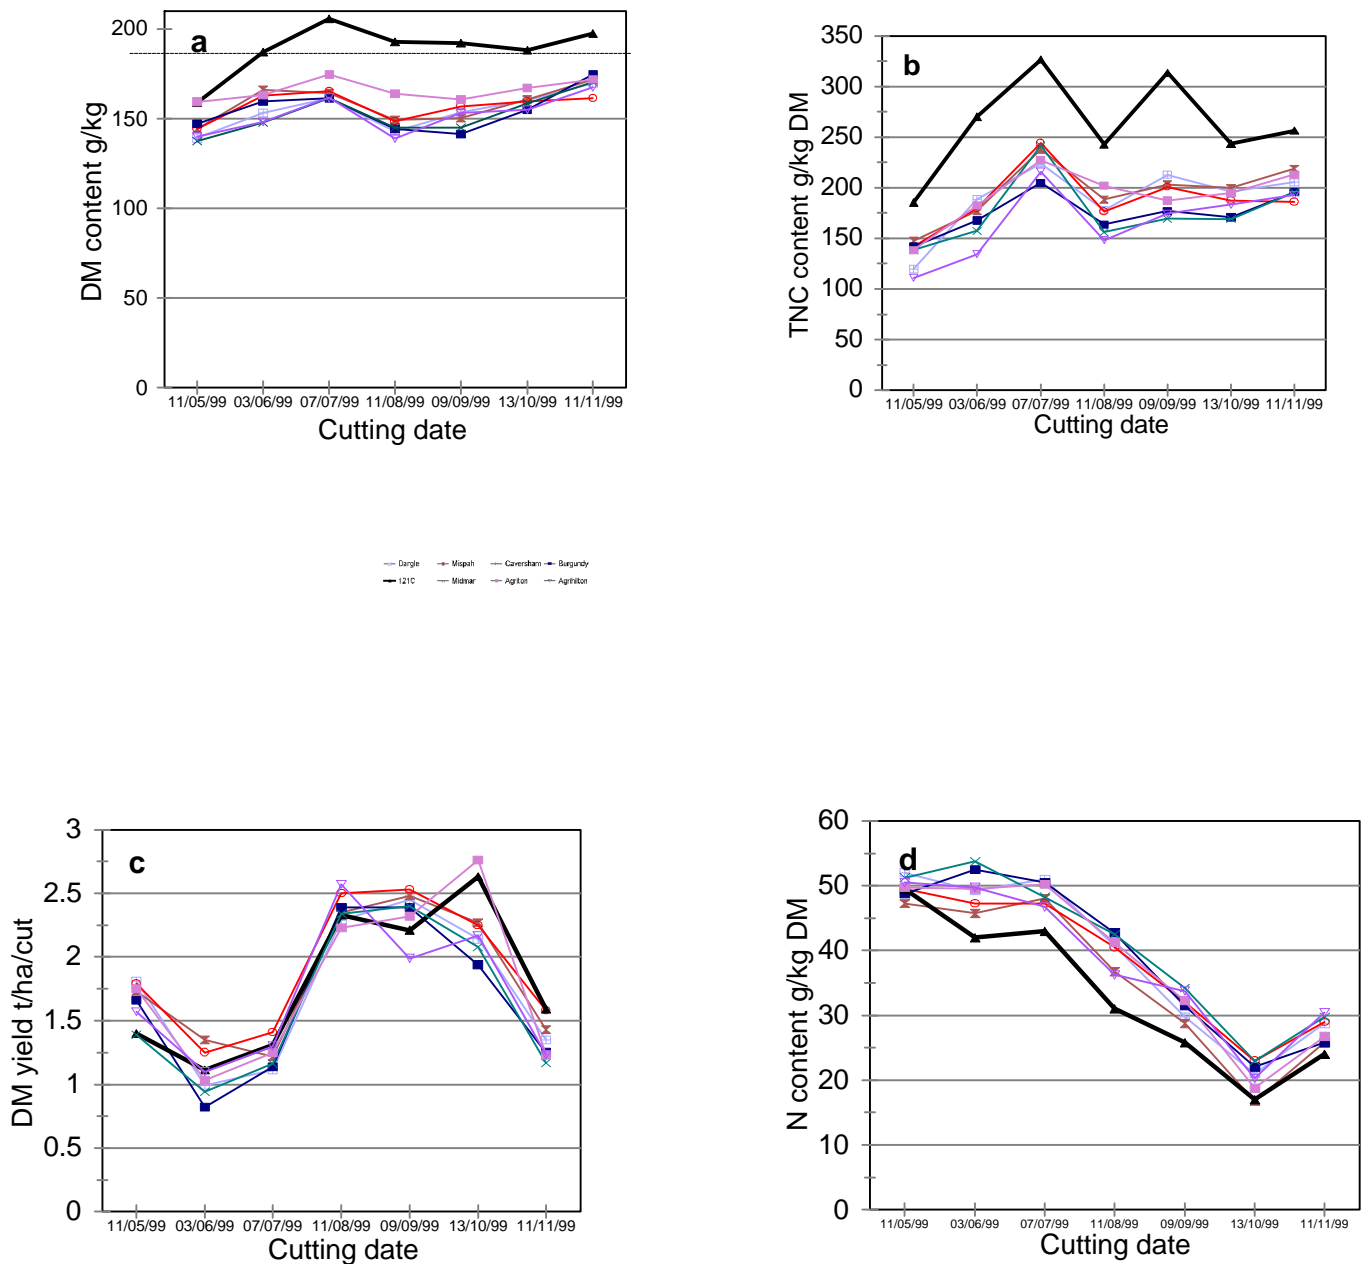 a
DM content g/kg
200
150
100
50
0
11/05/99 03/06/99 07/07/99 11/08/99 09/09/99 13/10/99 11/11/99
Cutting date
b
TNC content g/kg DM
350
300
250
200
150
100
50
0
11/05/99 03/06/99 07/07/99 11/08/99 09/09/99 13/10/99 11/11/99
Cutting date
Dargle Mispah Caversham Burgundy
121C Midmar Agriton Agrihilton
c
DM yield t/ha/cut
3
2.5
2
1.5
1
0.5
0
11/05/99 03/06/99 07/07/99 11/08/99 09/09/99 13/10/99 11/11/99
Cutting date
d
N content g/kg DM
60
50
40
30
20
10
0
11/05/99 03/06/99 07/07/99 11/08/99 09/09/99 13/10/99 11/11/99
Cutting date